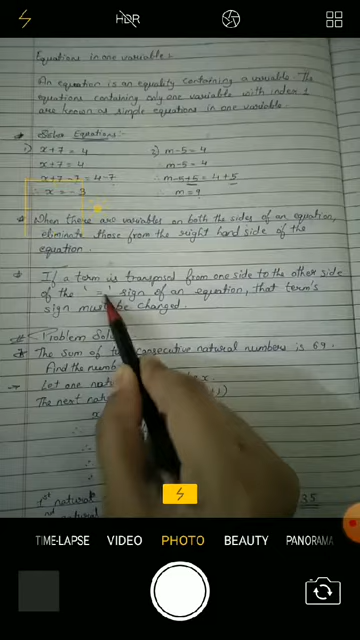 HDR
Equations in one variable :
An equation is an equality containing a variable. The
equations containing only one variable with index 1
are known as simple equations in one variable.
* Solve Equations:-
1) x+7=4
x+7=4
x+7-7=4-7
∴ x=-3
2) m-5=4
m-5=4
∴ m-5+5=4+5
∴ m=9
* When there are variables on both the sides of an equation,
eliminate those from the right hand side of the
equation.
* If a term is transposed from one side to the other side
of the '=' sign of an equation, that term's
sign must be changed.
# Problem
* The sum of two consecutive natural numbers is 69.
Find the
→ Let one x.
The next
x
∴
∴
1st natural 35
TIME-LAPSE VIDEO PHOTO BEAUTY PANORAMA